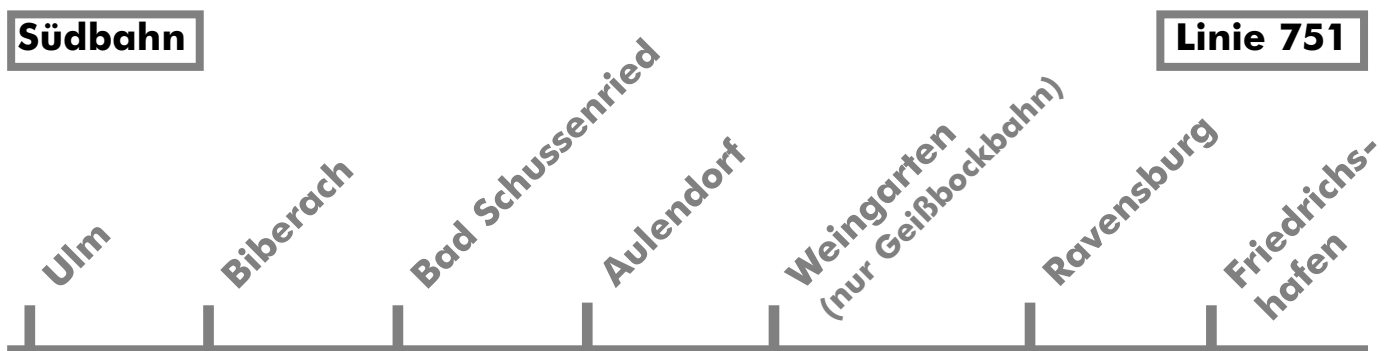 Südbahn
Linie 751
Ulm
Biberach
Bad Schussenried
Aulendorf
Weingarten
(nur Geißbockbahn)
Ravensburg
Friedrichs-
hafen